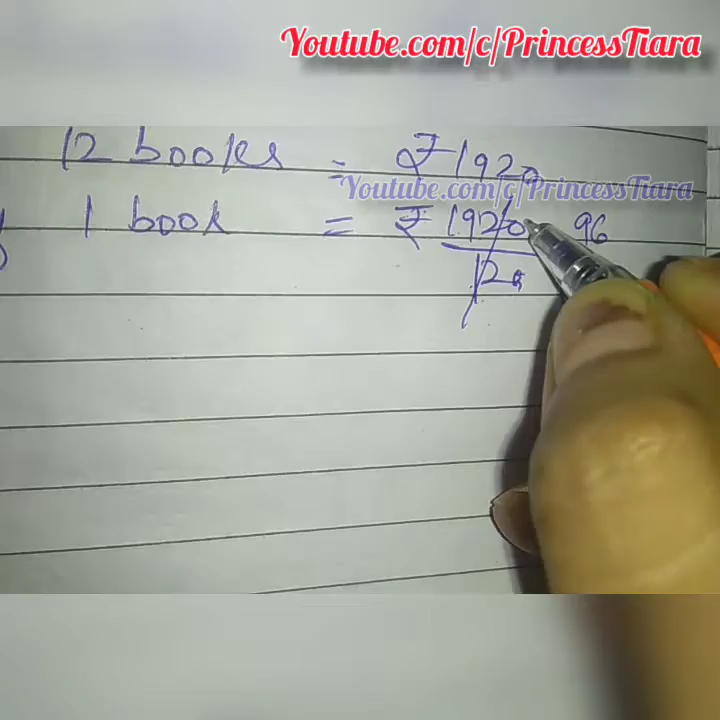 Youtube.com/c/PrincessTiara
12 books = ₹1920
Youtube.com/c/PrincessTiara
1 book = ₹ 1920 96
12